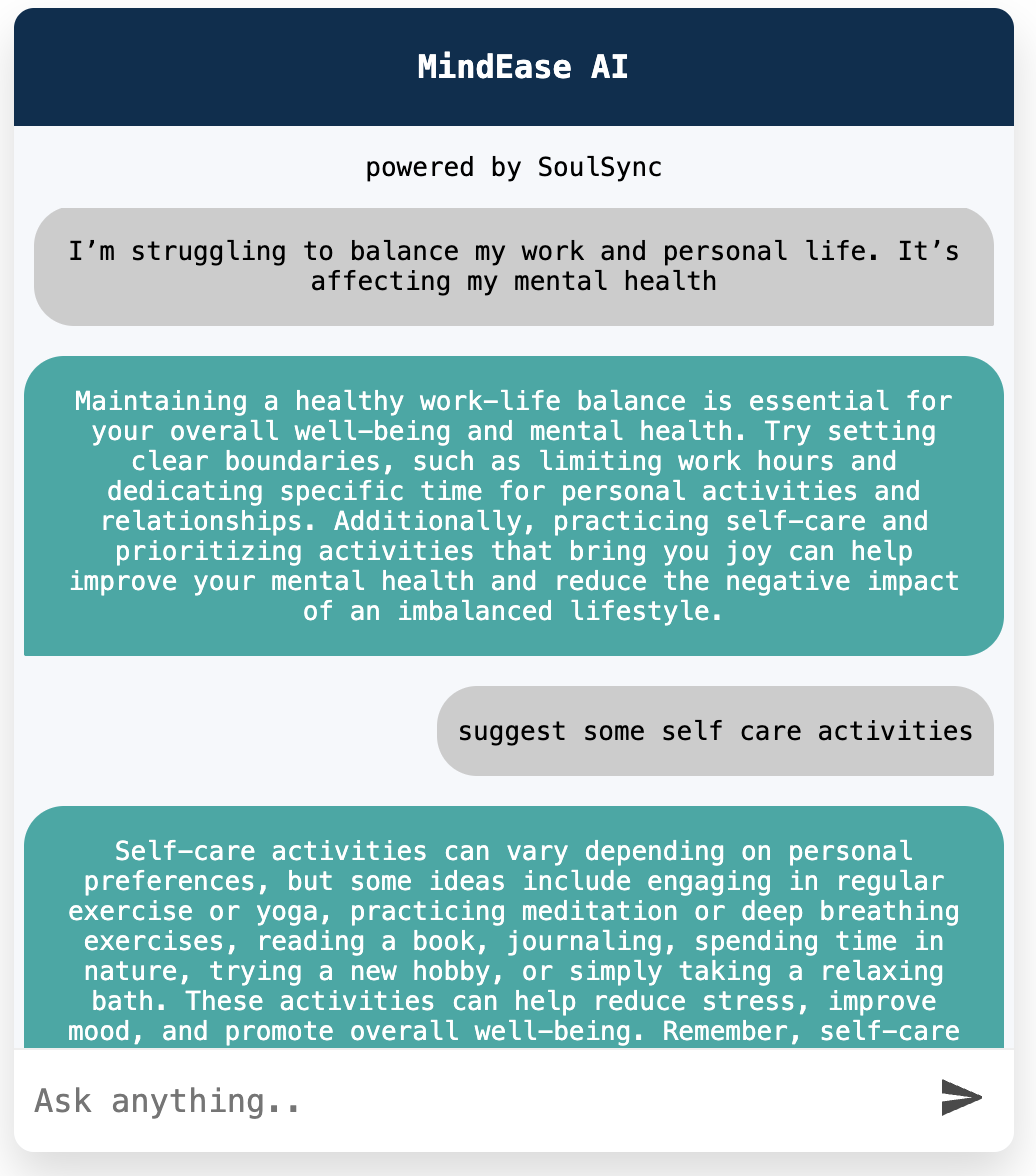 MindEase AI
powered by SoulSync
I’m struggling to balance my work and personal life. It’s
affecting my mental health
Maintaining a healthy work-life balance is essential for
your overall well-being and mental health. Try setting
clear boundaries, such as limiting work hours and
dedicating specific time for personal activities and
relationships. Additionally, practicing self-care and
prioritizing activities that bring you joy can help
improve your mental health and reduce the negative impact
of an imbalanced lifestyle.
suggest some self care activities
Self-care activities can vary depending on personal
preferences, but some ideas include engaging in regular
exercise or yoga, practicing meditation or deep breathing
exercises, reading a book, journaling, spending time in
nature, trying a new hobby, or simply taking a relaxing
bath. These activities can help reduce stress, improve
mood, and promote overall well-being. Remember, self-care
Ask anything..